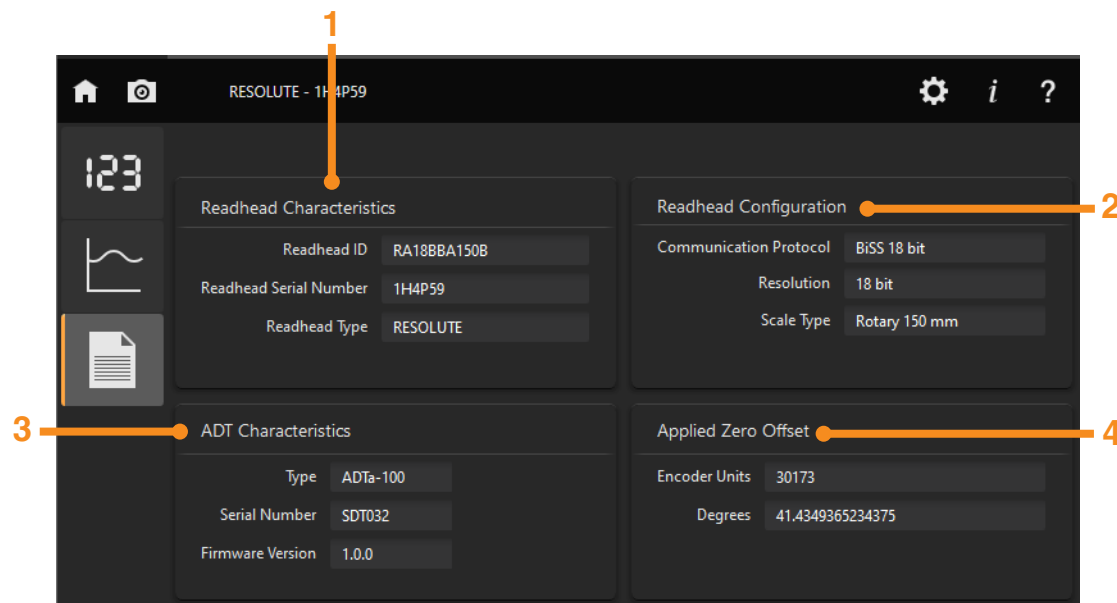 1
RESOLUTE - 1H4P59
i
?
123
Readhead Characteristics
Readhead ID RA18BBA150B
Readhead Serial Number 1H4P59
Readhead Type RESOLUTE
2
Readhead Configuration
Communication Protocol BiSS 18 bit
Resolution 18 bit
Scale Type Rotary 150 mm
3
ADT Characteristics
Type ADTa-100
Serial Number SDT032
Firmware Version 1.0.0
4
Applied Zero Offset
Encoder Units 30173
Degrees 41.4349365234375